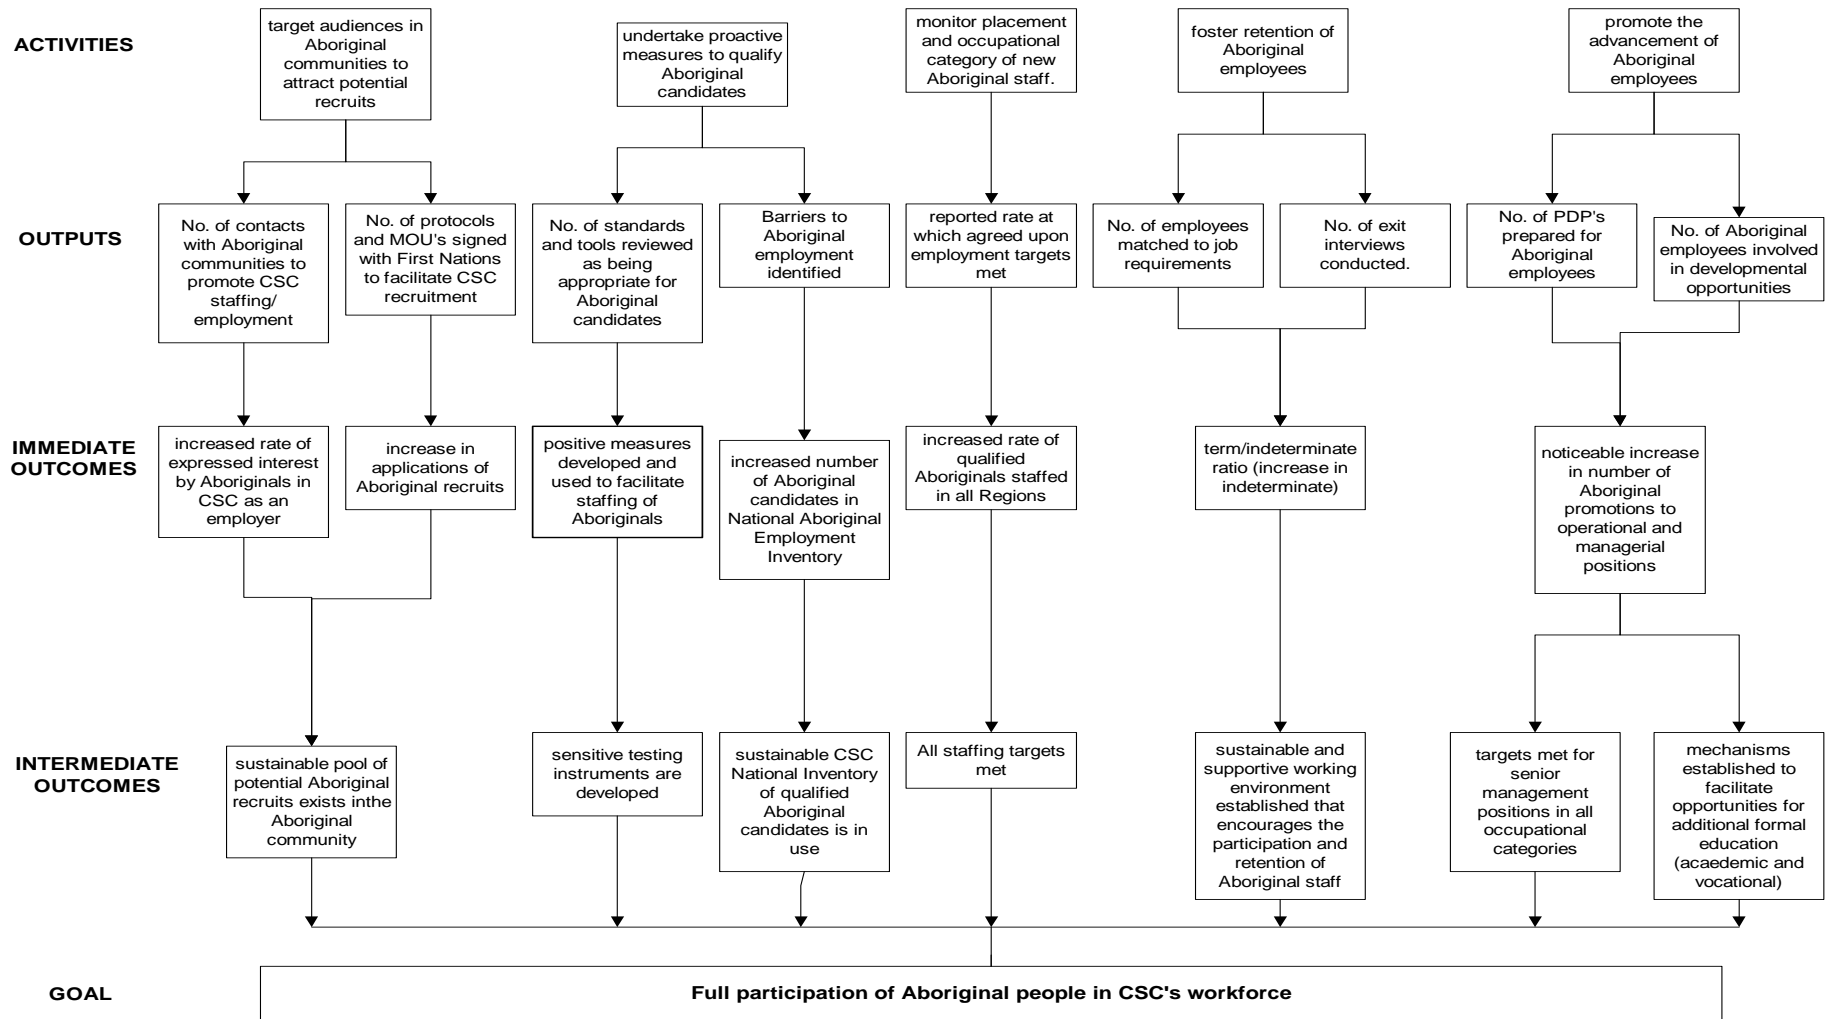 ACTIVITIES
target audiences in
Aboriginal
communities to
attract potential
recruits
undertake proactive
measures to qualify
Aboriginal
candidates
monitor placement
and occupational
category of new
Aboriginal staff.
foster retention of
Aboriginal
employees
promote the
advancement of
Aboriginal
employees
OUTPUTS
No. of contacts
with Aboriginal
communities to
promote CSC
staffing/
employment
No. of protocols
and MOU's signed
with First Nations
to facilitate CSC
recruitment
No. of standards
and tools reviewed
as being
appropriate for
Aboriginal
candidates
Barriers to
Aboriginal
employment
identified
reported rate at
which agreed upon
employment targets
met
No. of employees
matched to job
requirements
No. of exit
interviews
conducted.
No. of PDP's
prepared for
Aboriginal
employees
No. of Aboriginal
employees involved
in developmental
opportunities
IMMEDIATE
OUTCOMES
increased rate of
expressed interest
by Aboriginals in
CSC as an
employer
increase in
applications of
Aboriginal recruits
positive measures
developed and
used to facilitate
staffing of
Aboriginals
increased number
of Aboriginal
candidates in
National Aboriginal
Employment
Inventory
increased rate of
qualified
Aboriginals staffed
in all Regions
term/indeterminate
ratio (increase in
indeterminate)
noticeable increase
in number of
Aboriginal
promotions to
operational and
managerial
positions
INTERMEDIATE
OUTCOMES
sustainable pool of
potential Aboriginal
recruits exists inthe
Aboriginal
community
sensitive testing
instruments are
developed
sustainable CSC
National Inventory
of qualified
Aboriginal
candidates is in
use
All staffing targets
met
sustainable and
supportive working
environment
established that
encourages the
participation and
retention of
Aboriginal staff
targets met for
senior
management
positions in all
occupational
categories
mechanisms
established to
facilitate
opportunities for
additional formal
education
(acaedemic and
vocational)
GOAL
Full participation of Aboriginal people in CSC's workforce